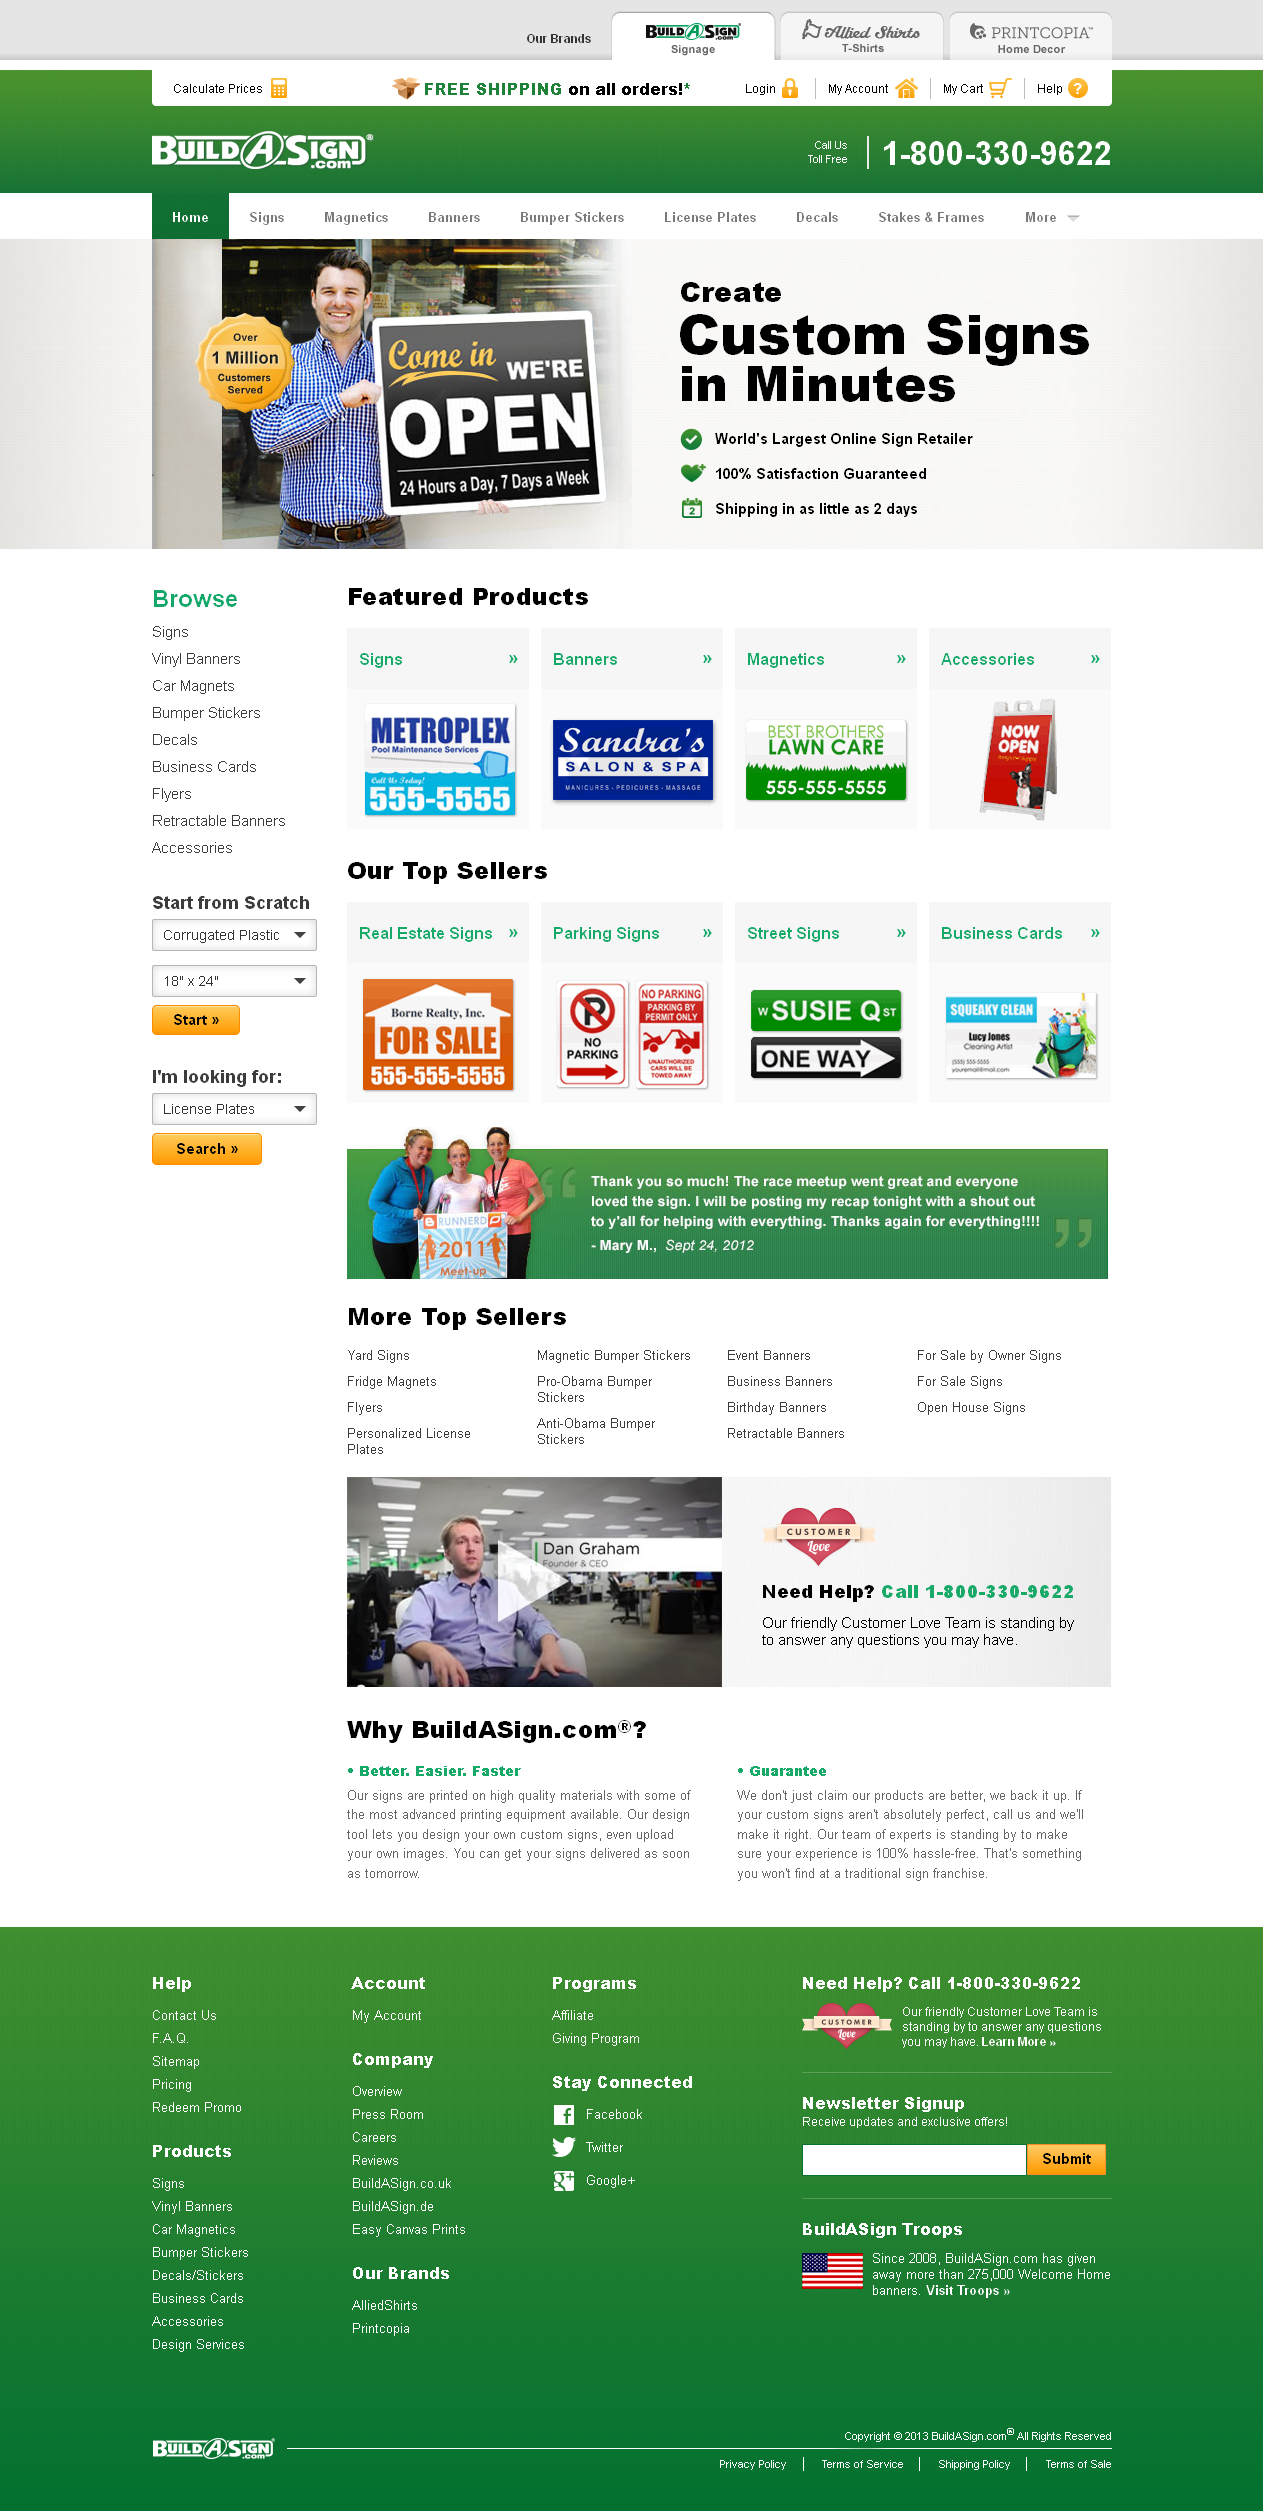 Our Brands
BUILDASIGN.com
Signage
Allied Shirts
T-Shirts
PRINTCOPIA™
Home Decor
Calculate Prices
FREE SHIPPING on all orders!*
Login
My Account
My Cart
Help
BUILDASIGN.com®
Call Us
Toll Free
1-800-330-9622
Home
Signs
Magnetics
Banners
Bumper Stickers
License Plates
Decals
Stakes & Frames
More
Over
1 Million
Customers
Served
Come in
WE'RE
OPEN
24 Hours a Day, 7 Days a Week
Create
Custom Signs
in Minutes
World's Largest Online Sign Retailer
100% Satisfaction Guaranteed
2
Shipping in as little as 2 days
Browse
Signs
Vinyl Banners
Car Magnets
Bumper Stickers
Decals
Business Cards
Flyers
Retractable Banners
Accessories
Start from Scratch
Corrugated Plastic
18" x 24"
Start »
I'm looking for:
License Plates
Search »
Featured Products
Signs »
METROPLEX
Pool Maintenance Services
Call Us Today!
555-5555
Banners »
Sandra's
SALON & SPA
MANICURES - PEDICURES - MASSAGE
Magnetics »
BEST BROTHERS
LAWN CARE
555-555-5555
Accessories »
NOW
OPEN
Our Top Sellers
Real Estate Signs »
Borne Realty, Inc.
FOR SALE
555-555-5555
Parking Signs »
P
NO
PARKING
NO PARKING
PARKING BY
PERMIT ONLY
UNAUTHORIZED
CARS WILL BE
TOWED AWAY
Street Signs »
W SUSIE Q ST
ONE WAY
Business Cards »
SQUEAKY CLEAN
Lucy Jones
Cleaning Artist
(555) 555-5555
youremail@mail.com
RUNNERD
2011
Meet-up
“ Thank you so much! The race meetup went great and everyone
loved the sign. I will be posting my recap tonight with a shout out
to y'all for helping with everything. Thanks again for everything!!!! ”
- Mary M., Sept 24, 2012
More Top Sellers
Yard Signs
Fridge Magnets
Flyers
Personalized License
Plates
Magnetic Bumper Stickers
Pro-Obama Bumper
Stickers
Anti-Obama Bumper
Stickers
Event Banners
Business Banners
Birthday Banners
Retractable Banners
For Sale by Owner Signs
For Sale Signs
Open House Signs
Dan Graham
Founder & CEO
CUSTOMER
Love
Need Help? Call 1-800-330-9622
Our friendly Customer Love Team is standing by
to answer any questions you may have.
Why BuildASign.com®?
• Better. Easier. Faster
Our signs are printed on high quality materials with some of
the most advanced printing equipment available. Our design
tool lets you design your own custom signs, even upload
your own images. You can get your signs delivered as soon
as tomorrow.
• Guarantee
We don't just claim our products are better, we back it up. If
your custom signs aren't absolutely perfect, call us and we'll
make it right. Our team of experts is standing by to make
sure your experience is 100% hassle-free. That's something
you won't find at a traditional sign franchise.
Help
Contact Us
F.A.Q.
Sitemap
Pricing
Redeem Promo
Products
Signs
Vinyl Banners
Car Magnetics
Bumper Stickers
Decals/Stickers
Business Cards
Accessories
Design Services
Account
My Account
Company
Overview
Press Room
Careers
Reviews
BuildASign.co.uk
BuildASign.de
Easy Canvas Prints
Our Brands
AlliedShirts
Printcopia
Programs
Affiliate
Giving Program
Stay Connected
Facebook
Twitter
Google+
Need Help? Call 1-800-330-9622
CUSTOMER
Love
Our friendly Customer Love Team is
standing by to answer any questions
you may have. Learn More »
Newsletter Signup
Receive updates and exclusive offers!
Submit
BuildASign Troops
Since 2008, BuildASign.com has given
away more than 275,000 Welcome Home
banners. Visit Troops »
BUILDASIGN.com
Copyright © 2013 BuildASign.com® All Rights Reserved
Privacy Policy
Terms of Service
Shipping Policy
Terms of Sale